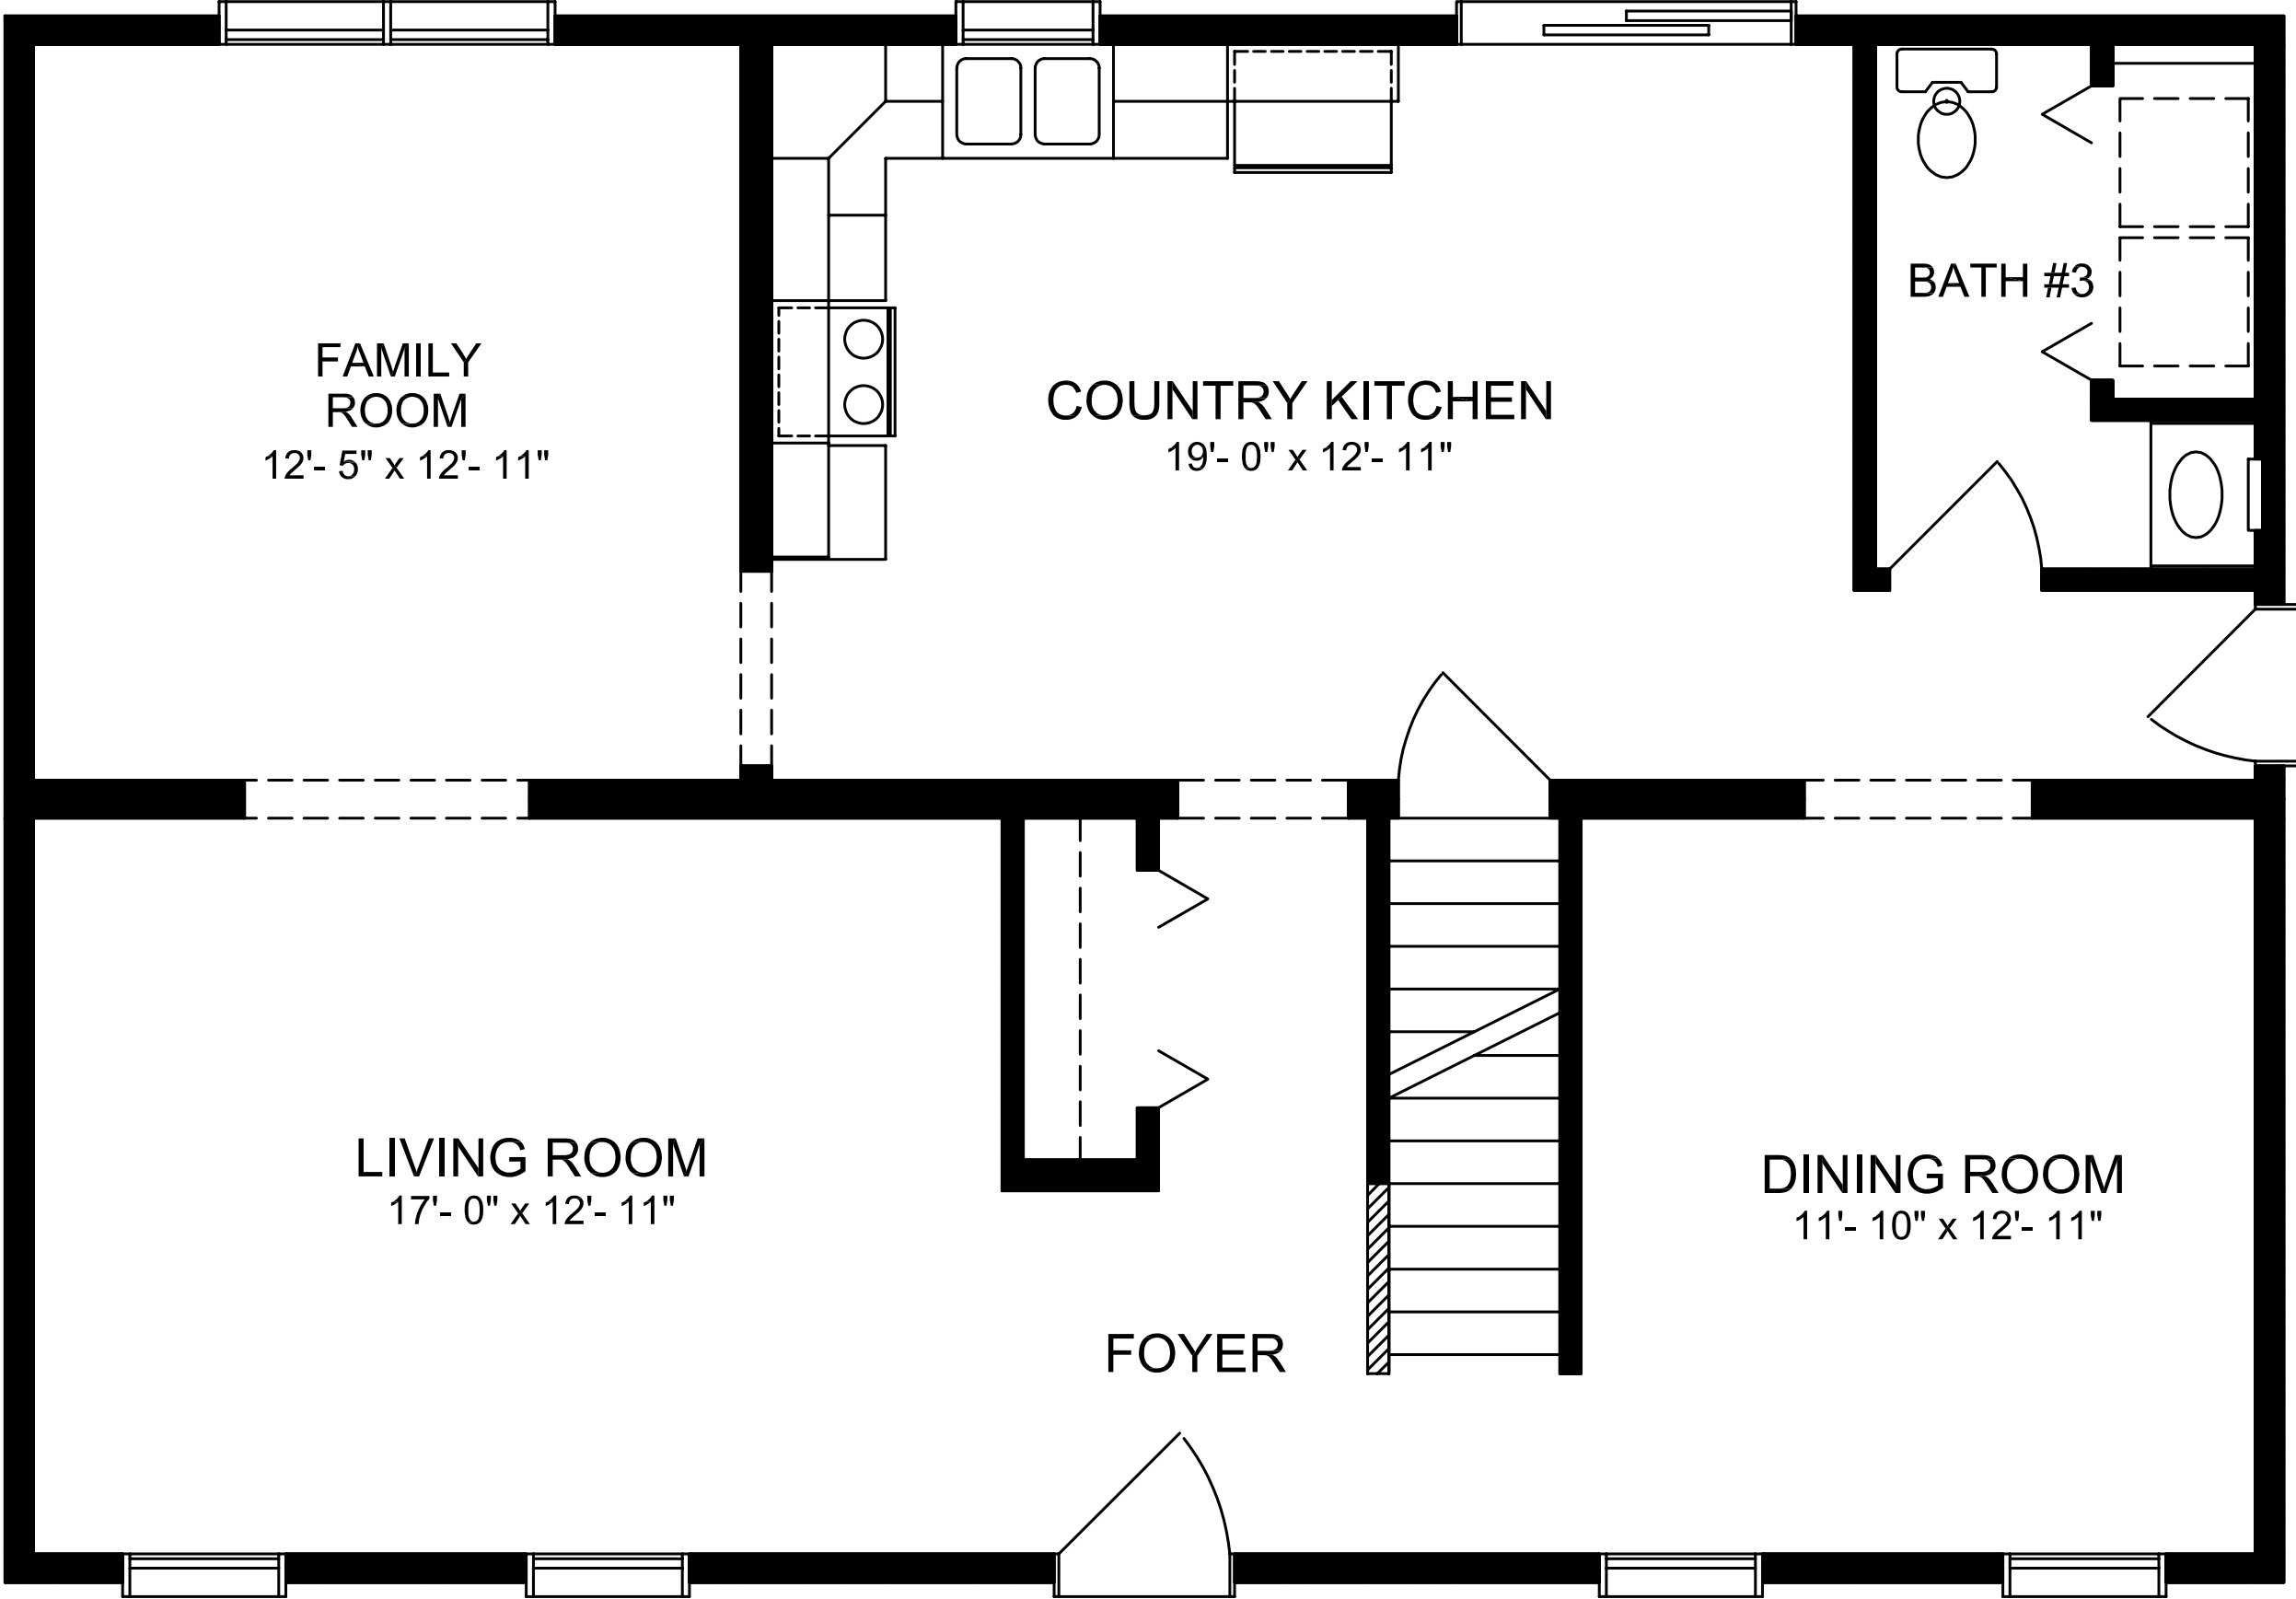 FAMILY
ROOM
12'- 5" x 12'- 11"
COUNTRY KITCHEN
19'- 0" x 12'- 11"
BATH #3
LIVING ROOM
17'- 0" x 12'- 11"
FOYER
DINING ROOM
11'- 10" x 12'- 11"